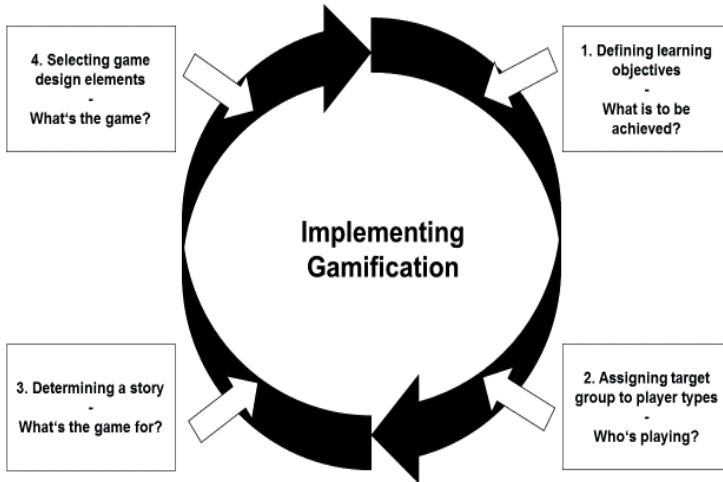 4. Selecting game
design elements
-
What's the game?
1. Defining learning
objectives
-
What is to be
achieved?
Implementing
Gamification
3. Determining a story
-
What's the game for?
2. Assigning target
group to player types
-
Who's playing?